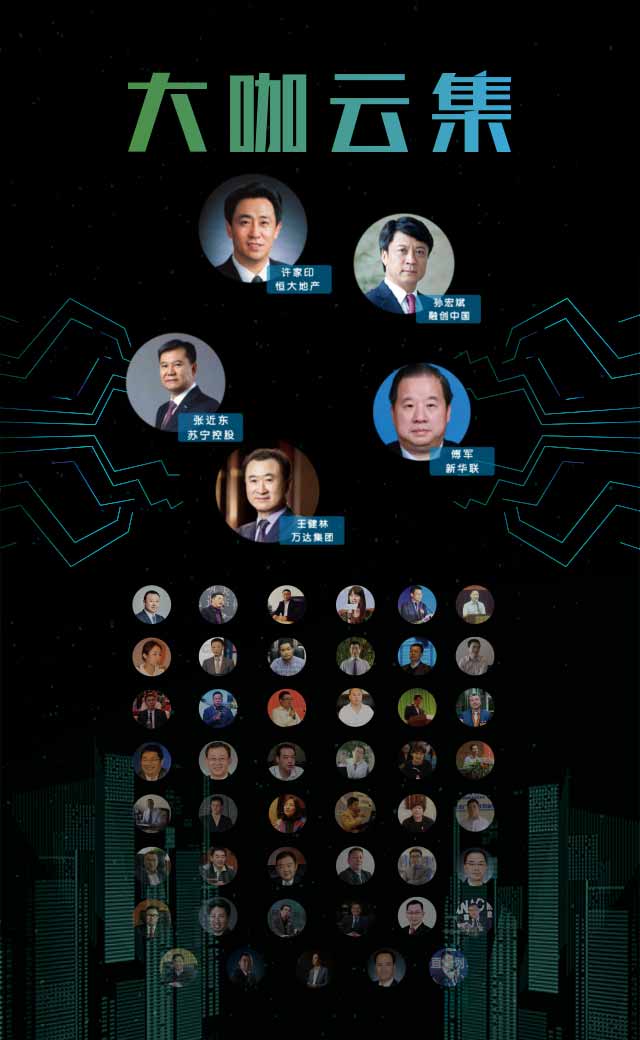 大咖云集
许家印
恒大地产
孙宏斌
融创中国
张近东
苏宁控股
傅军
新华联
王健林
万达集团